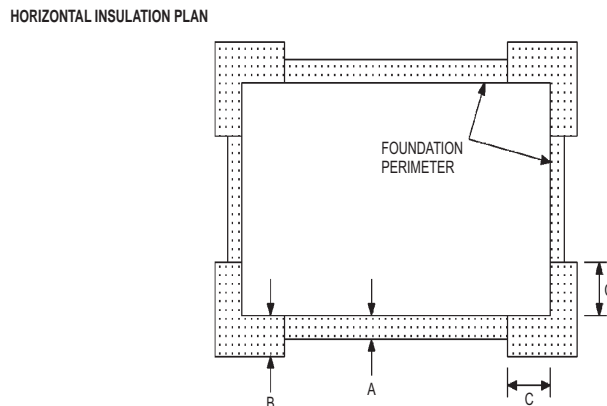 HORIZONTAL INSULATION PLAN
FOUNDATION
PERIMETER
A
C